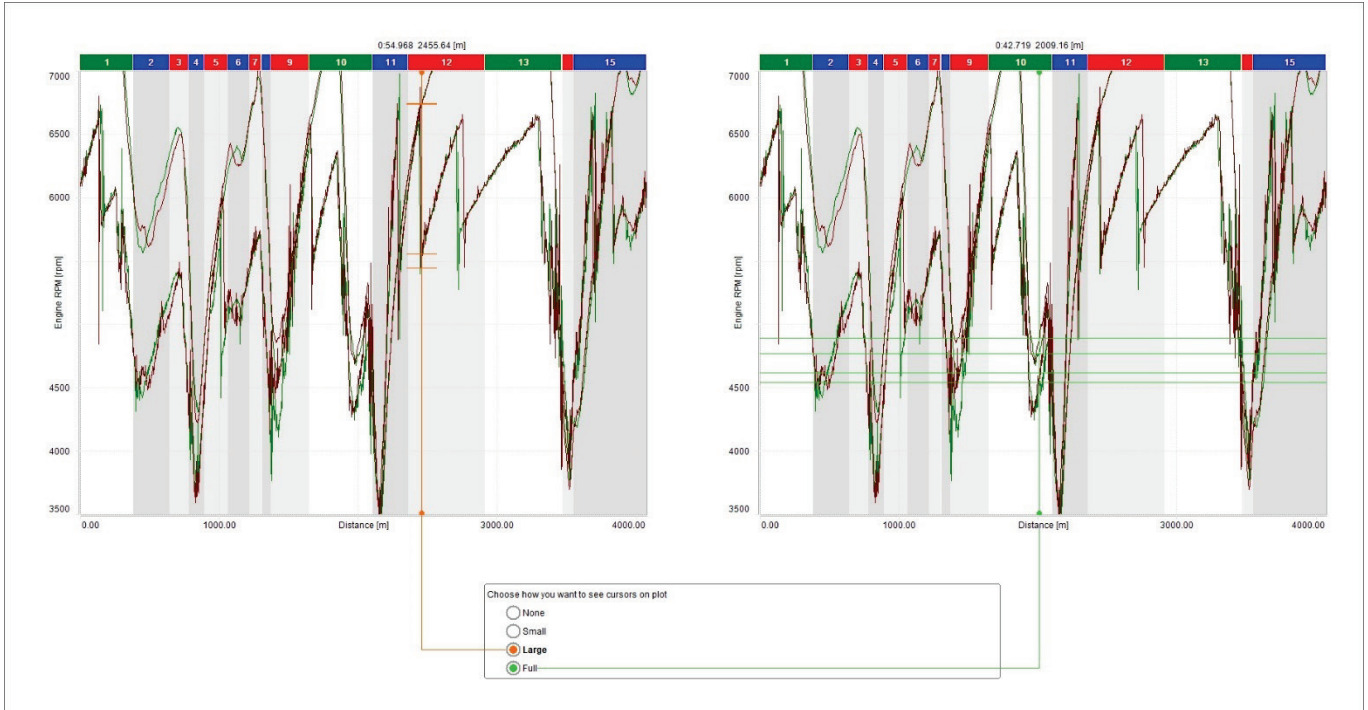 0:54.968 2455.64 [m]
1 2 3 4 5 6 7 9 10 11 12 13 15
7000
6500
6000
Engine RPM [rpm]
4500
4000
3500
0.00 1000.00 Distance [m] 3000.00 4000.00
0:42.719 2009.16 [m]
1 2 3 4 5 6 7 9 10 11 12 13 15
7000
6500
6000
Engine RPM [rpm]
4500
4000
3500
0.00 1000.00 Distance [m] 3000.00 4000.00
Choose how you want to see cursors on plot
None
Small
Large
Full